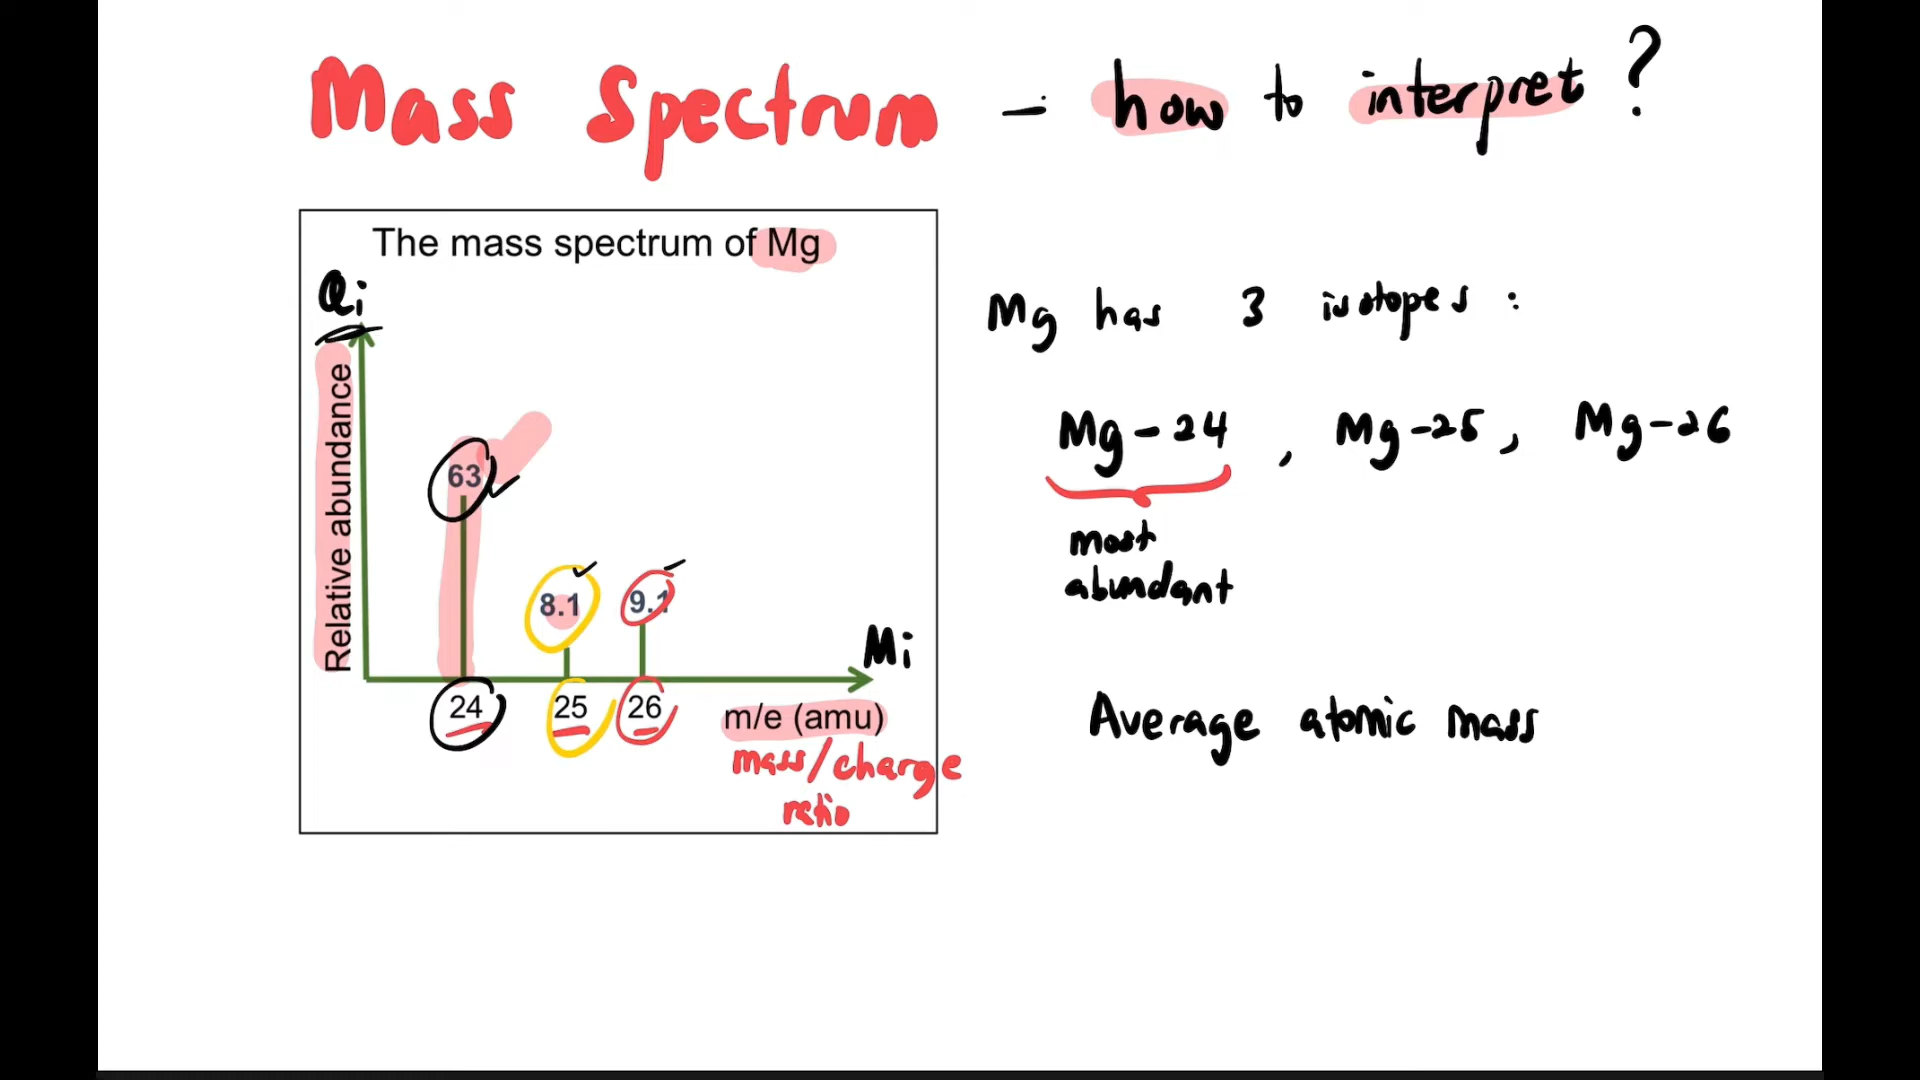 Mass Spectrum - how to interpret ?
The mass spectrum of Mg
Qi
Relative abundance
63
8.1
9.1
Mi
24
25
26
m/e (amu)
mass/charge
ratio
Mg has 3 isotopes :
Mg-24 , Mg-25 , Mg-26
most
abundant
Average atomic mass